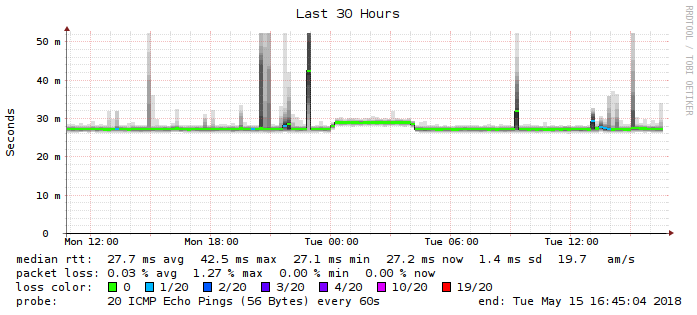 Last 30 Hours
RRDTOOL / TOBI OETIKER
Seconds
50 m
40 m
30 m
20 m
10 m
0
Mon 12:00 Mon 18:00 Tue 00:00 Tue 06:00 Tue 12:00
median rtt: 27.7 ms avg 42.5 ms max 27.1 ms min 27.2 ms now 1.4 ms sd 19.7 am/s
packet loss: 0.03 % avg 1.27 % max 0.00 % min 0.00 % now
loss color: 0 1/20 2/20 3/20 4/20 10/20 19/20
probe: 20 ICMP Echo Pings (56 Bytes) every 60s end: Tue May 15 16:45:04 2018